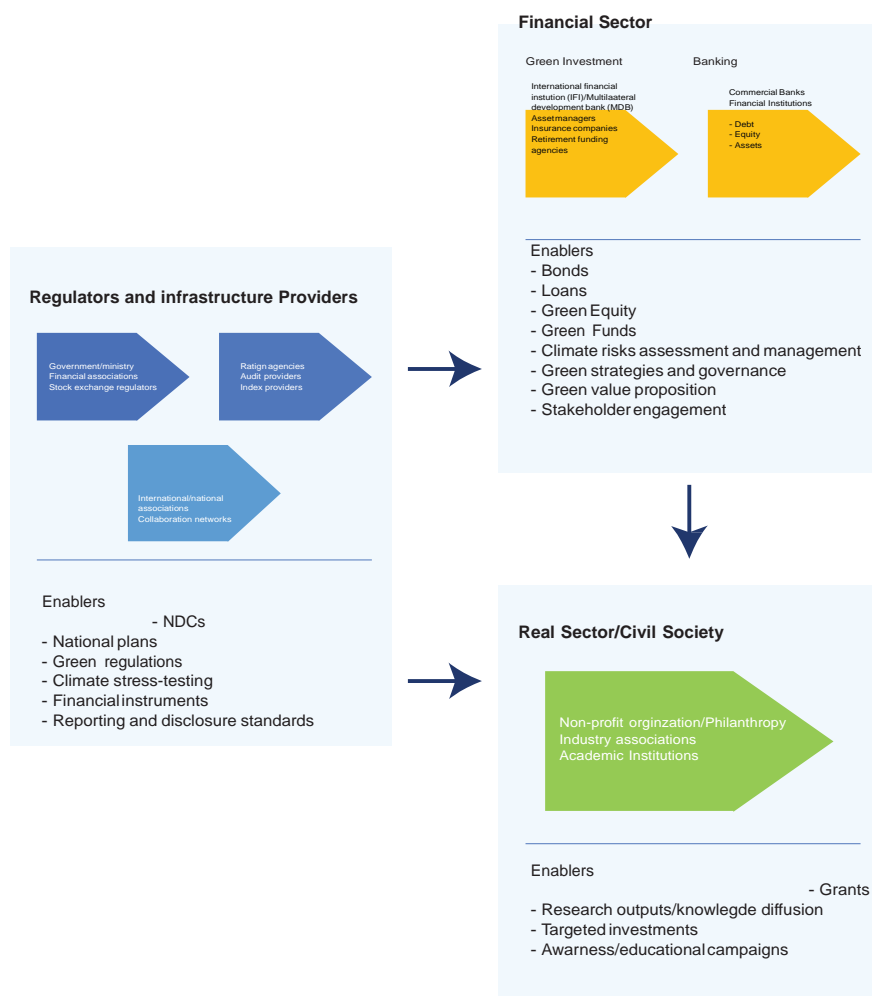 Financial Sector
Green Investment
Banking
International financial
instution (IFI)/Multilaateral
development bank (MDB)
Asset managers
Insurance companies
Retirement funding
agencies
Commercial Banks
Financial Institutions
- Debt
- Equity
- Assets
Enablers
- Bonds
- Loans
- Green Equity
- Green Funds
- Climate risks assessment and management
- Green strategies and governance
- Green value proposition
- Stakeholder engagement
Regulators and infrastructure Providers
Government/ministry
Financial associations
Stock exchange regulators
Ratign agencies
Audit providers
Index providers
International/national
associations
Collaboration networks
Enablers
- NDCs
- National plans
- Green regulations
- Climate stress-testing
- Financial instruments
- Reporting and disclosure standards
Real Sector/Civil Society
Non-profit orginzation/Philanthropy
Industry associations
Academic Institutions
Enablers
- Grants
- Research outputs/knowlegde diffusion
- Targeted investments
- Awarness/educational campaigns